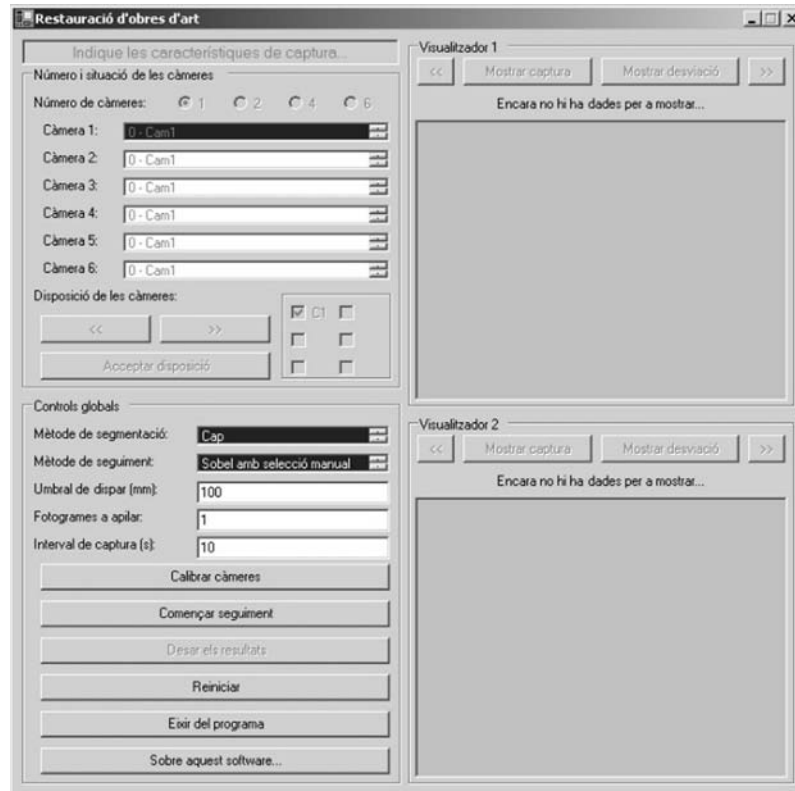 Restauració d'obres d'art
Indique les característiques de captura...
Número i situació de les càmeres
Número de càmeres: 1 2 4 6
Càmera 1: 0 - Cam1
Càmera 2: 0 - Cam1
Càmera 3: 0 - Cam1
Càmera 4: 0 - Cam1
Càmera 5: 0 - Cam1
Càmera 6: 0 - Cam1
Disposició de les càmeres:
<< >>
C1
Acceptar disposició
Controls globals
Mètode de segmentació: Cap
Mètode de seguiment: Sobel amb selecció manual
Umbral de dispar (mm): 100
Fotogrames a apilar: 1
Interval de captura (s): 10
Calibrar càmeres
Començar seguiment
Desar els resultats
Reiniciar
Eixir del programa
Sobre aquest software...
Visualitzador 1
<< Mostrar captura Mostrar desviació >>
Encara no hi ha dades per a mostrar...
Visualitzador 2
<< Mostrar captura Mostrar desviació >>
Encara no hi ha dades per a mostrar...